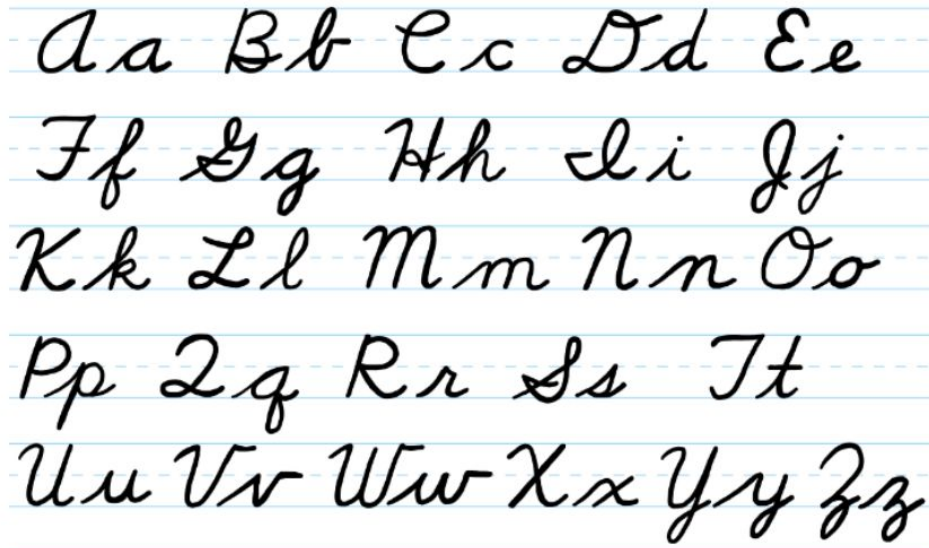 Aa Bb Cc Dd Ee
Ff Gg Hh Ii Jj
Kk Ll Mm Nn Oo
Pp Qq Rr Ss Tt
Uu Vv Ww Xx Yy Zz